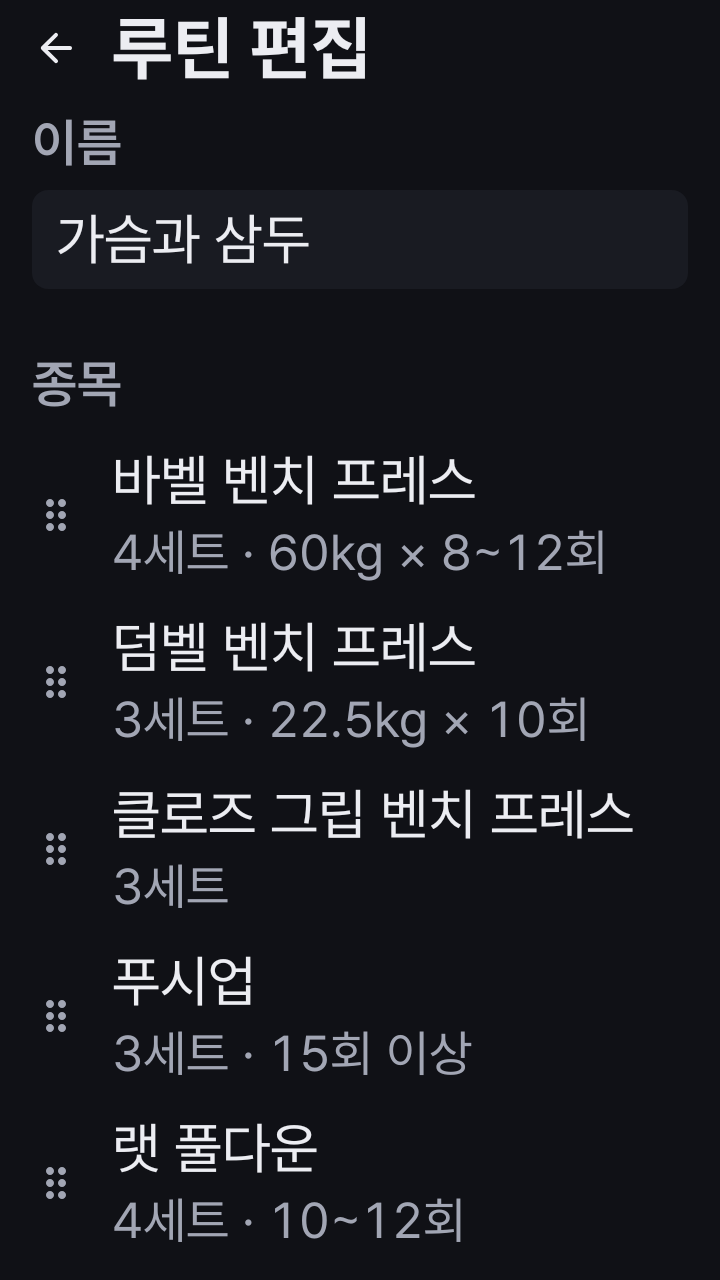 루틴 편집
이름
가슴과 삼두
종목
바벨 벤치 프레스
4세트 · 60kg × 8~12회
덤벨 벤치 프레스
3세트 · 22.5kg × 10회
클로즈 그립 벤치 프레스
3세트
푸시업
3세트 · 15회 이상
랫 풀다운
4세트 · 10~12회